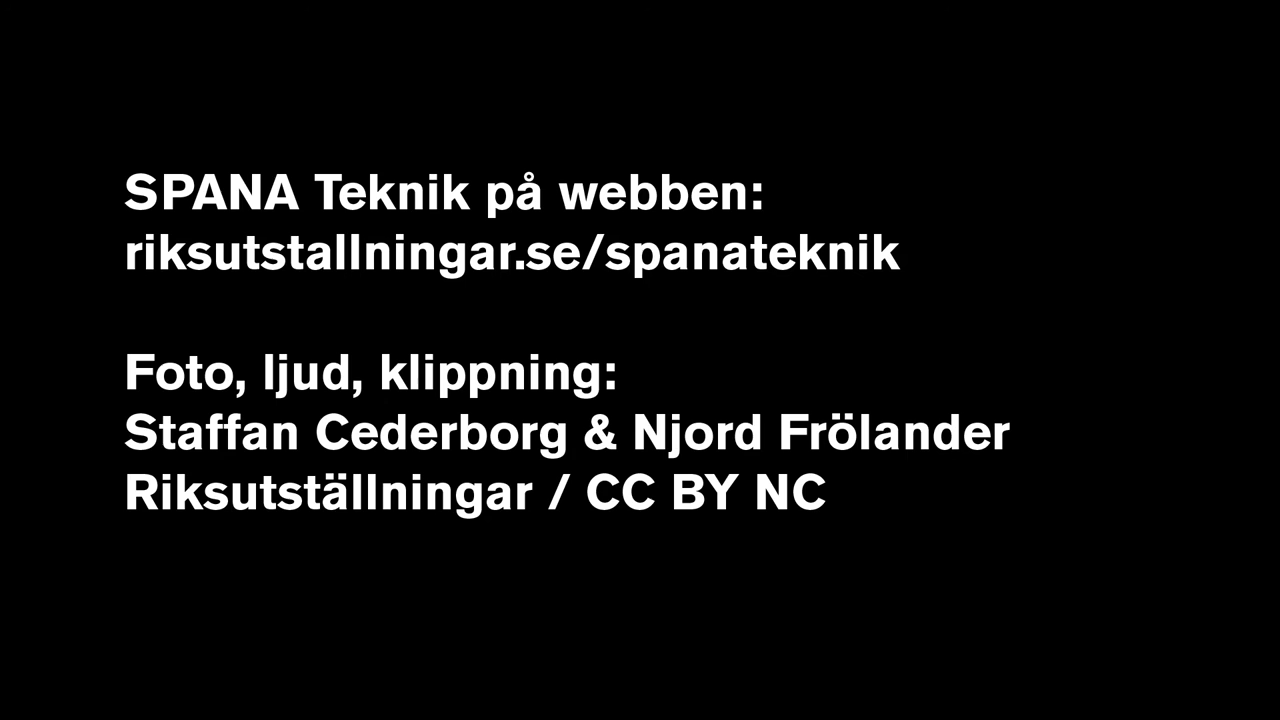 SPANA Teknik på webben:
riksutstallningar.se/spanateknik
Foto, ljud, klippning:
Staffan Cederborg & Njord Frölander
Riksutställningar / CC BY NC